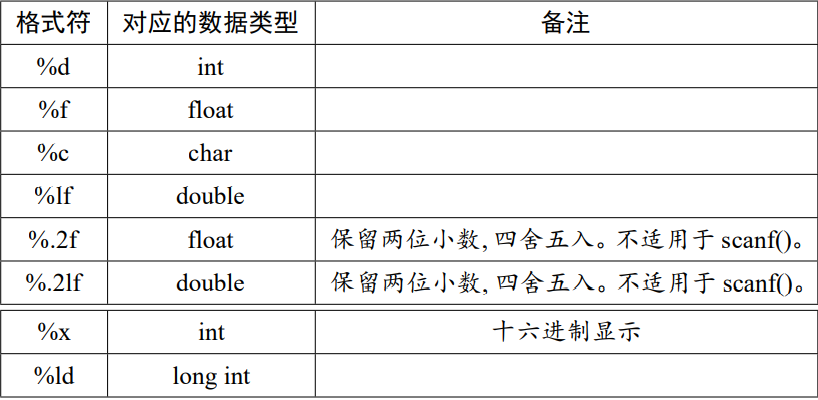 格式符 对应的数据类型 备注
%d int
%f float
%c char
%lf double
%.2f float 保留两位小数, 四舍五入。不适用于 scanf()。
%.2lf double 保留两位小数, 四舍五入。不适用于 scanf()。
%x int 十六进制显示
%ld long int